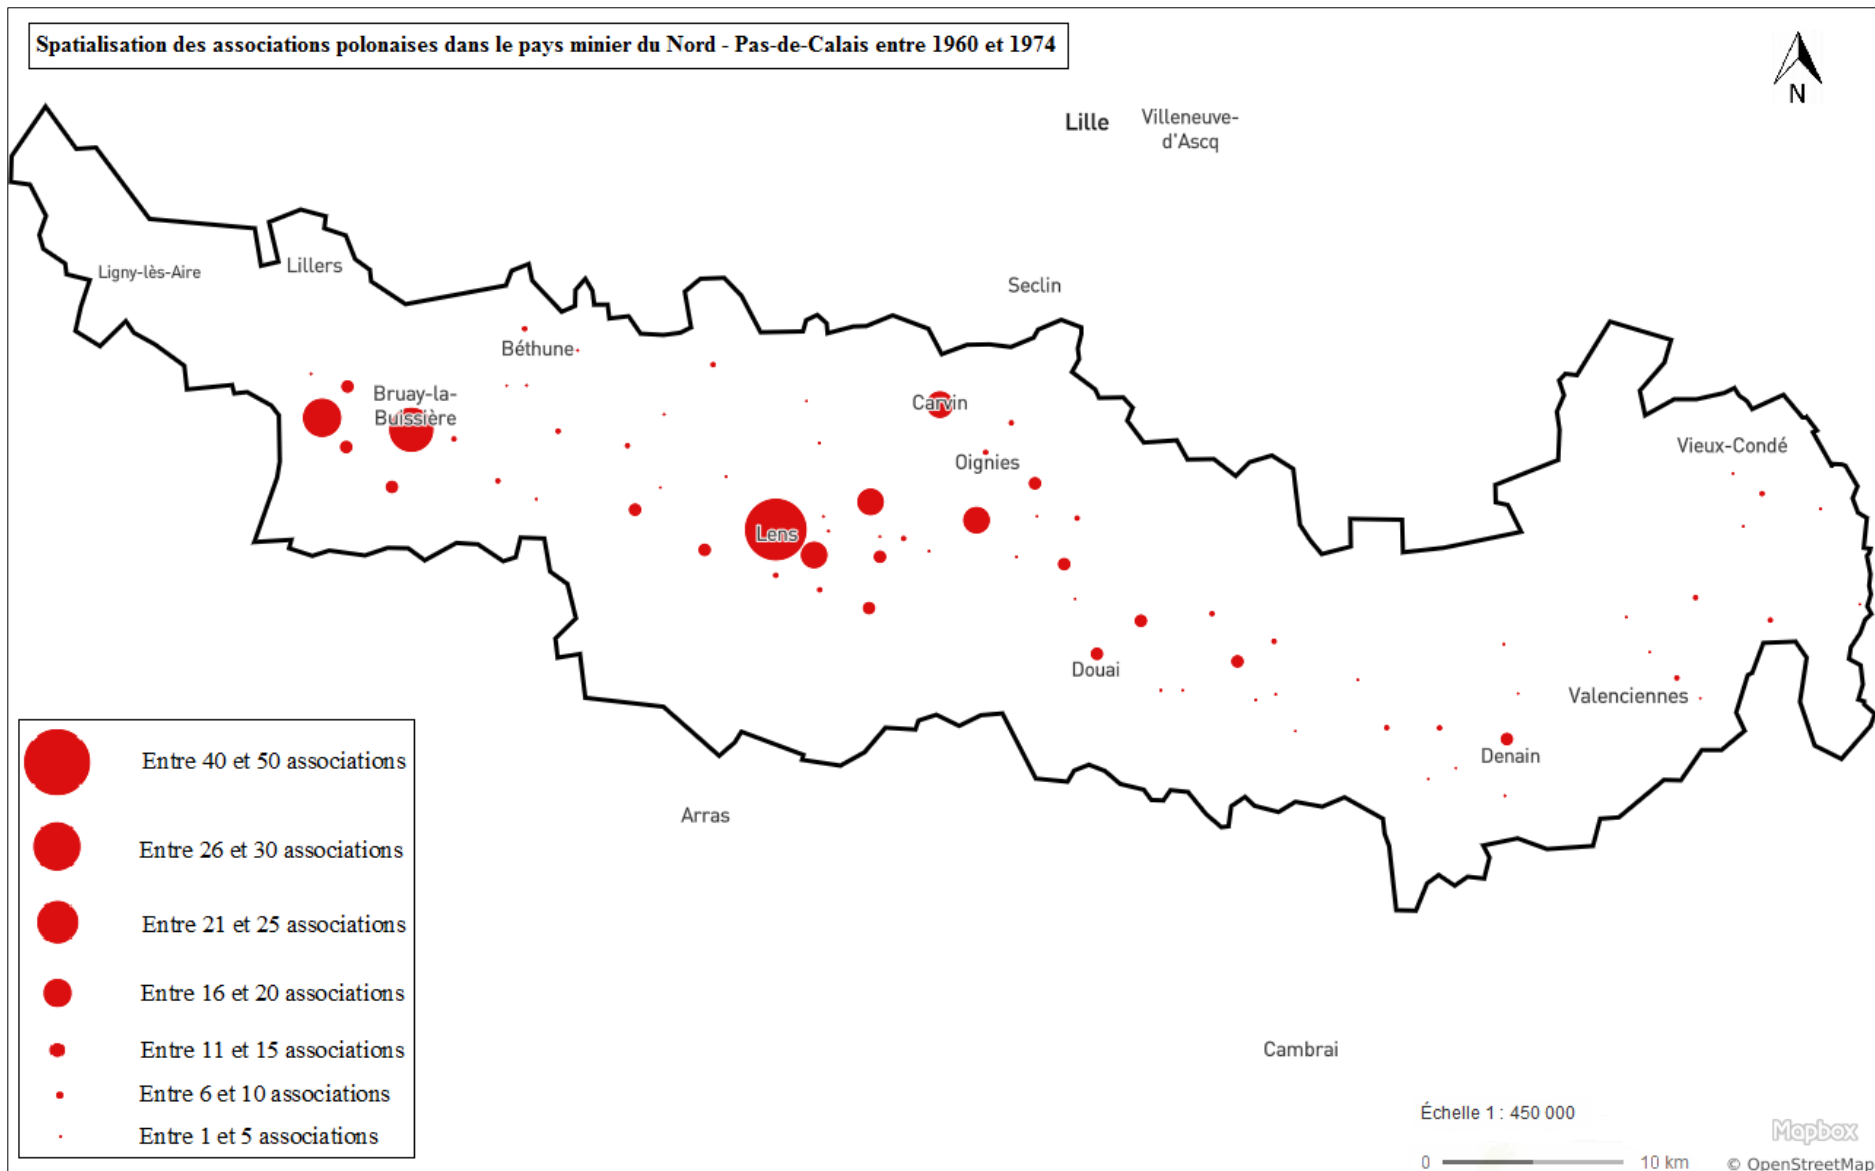 Spatialisation des associations polonaises dans le pays minier du Nord - Pas-de-Calais entre 1960 et 1974
N
Lille
Villeneuve-
d'Ascq
Ligny-lès-Aire
Lillers
Seclin
Béthune
Bruay-la-
Buissière
Carvin
Oignies
Vieux-Condé
Lens
Douai
Valenciennes
Denain
Arras
Cambrai
Entre 40 et 50 associations
Entre 26 et 30 associations
Entre 21 et 25 associations
Entre 16 et 20 associations
Entre 11 et 15 associations
Entre 6 et 10 associations
Entre 1 et 5 associations
Échelle 1 : 450 000
0 10 km
Mapbox
© OpenStreetMap